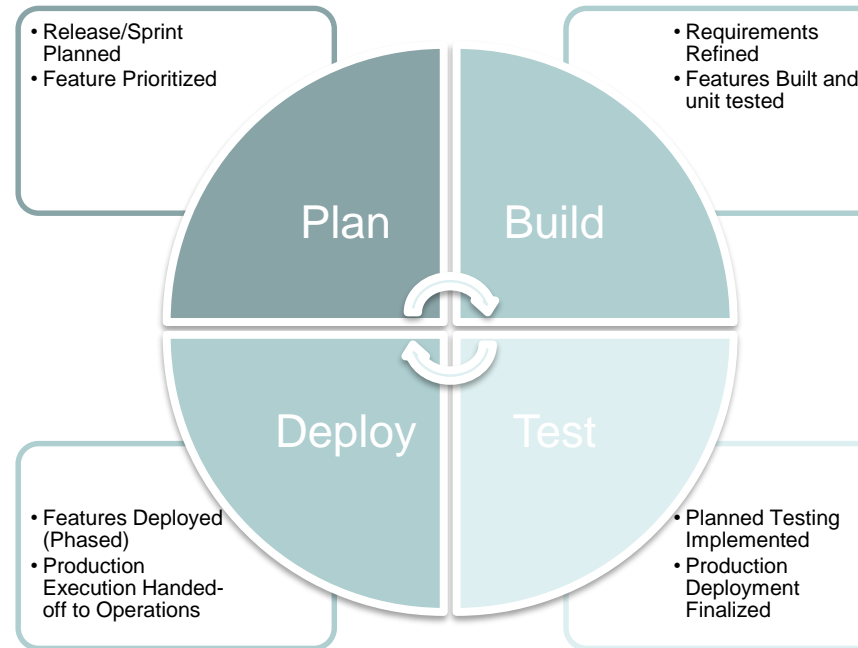 • Release/Sprint
Planned
• Feature Prioritized
• Requirements
Refined
• Features Built and
unit tested
Plan
Build
Deploy
Test
• Features Deployed
(Phased)
• Production
Execution Handed-
off to Operations
• Planned Testing
Implemented
• Production
Deployment
Finalized